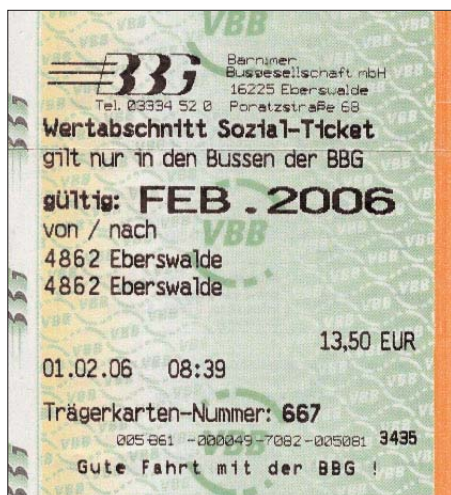 BBG
Barnimer
Busgesellschaft mbH
16225 Eberswalde
Tel. 03334 52 0 Poratzstraße 68
Wertabschnitt Sozial-Ticket
gilt nur in den Bussen der BBG
gültig: FEB.2006
von / nach
4862 Eberswalde
4862 Eberswalde
13,50 EUR
01.02.06 08:39
Trägerkarten-Nummer: 667
005861 -000049-7082-005081 3435
Gute Fahrt mit der BBG !
VBB